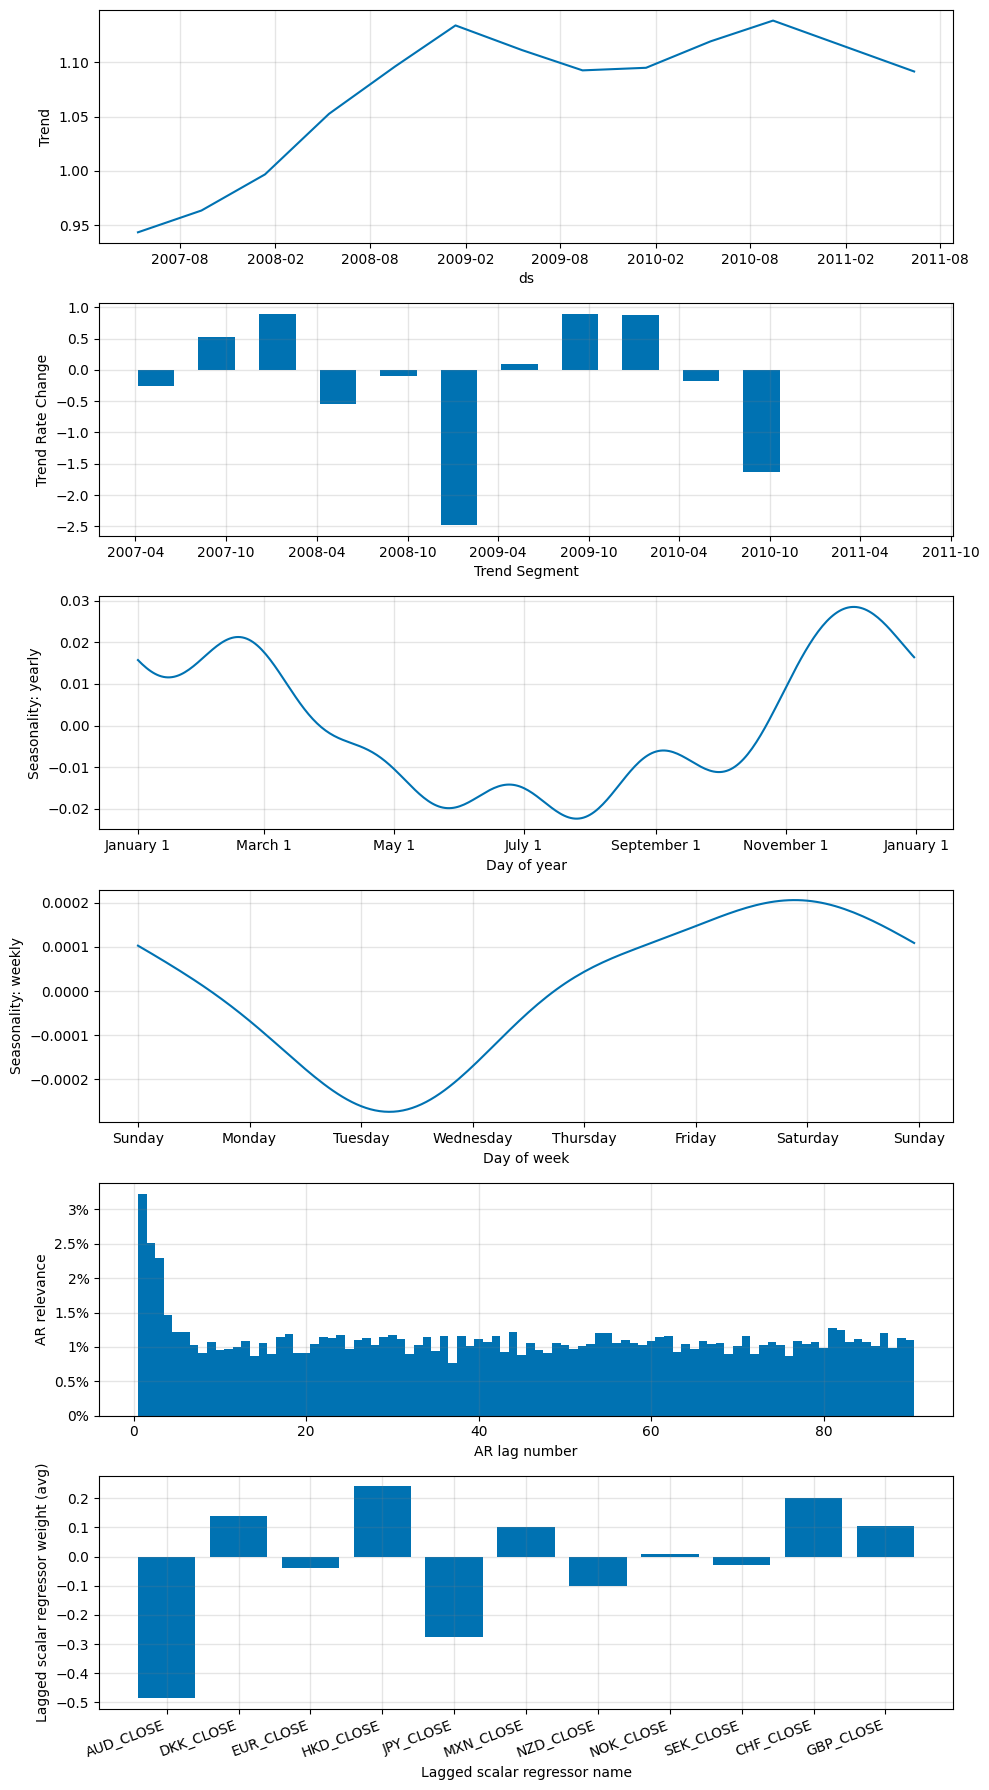 Trend
1.10
1.05
1.00
0.95
2007-08 2008-02 2008-08 2009-02 2009-08 2010-02 2010-08 2011-02 2011-08
ds
Trend Rate Change
1.0
0.5
0.0
−0.5
−1.0
−1.5
−2.0
−2.5
2007-04 2007-10 2008-04 2008-10 2009-04 2009-10 2010-04 2010-10 2011-04 2011-10
Trend Segment
Seasonality: yearly
0.03
0.02
0.01
0.00
−0.01
−0.02
January 1 March 1 May 1 July 1 September 1 November 1 January 1
Day of year
Seasonality: weekly
0.0002
0.0001
0.0000
−0.0001
−0.0002
Sunday Monday Tuesday Wednesday Thursday Friday Saturday Sunday
Day of week
AR relevance
3%
2.5%
2%
1.5%
1%
0.5%
0%
0 20 40 60 80
AR lag number
Lagged scalar regressor weight (avg)
0.2
0.1
0.0
−0.1
−0.2
−0.3
−0.4
−0.5
AUD_CLOSE DKK_CLOSE EUR_CLOSE HKD_CLOSE JPY_CLOSE MXN_CLOSE NZD_CLOSE NOK_CLOSE SEK_CLOSE CHF_CLOSE GBP_CLOSE
Lagged scalar regressor name